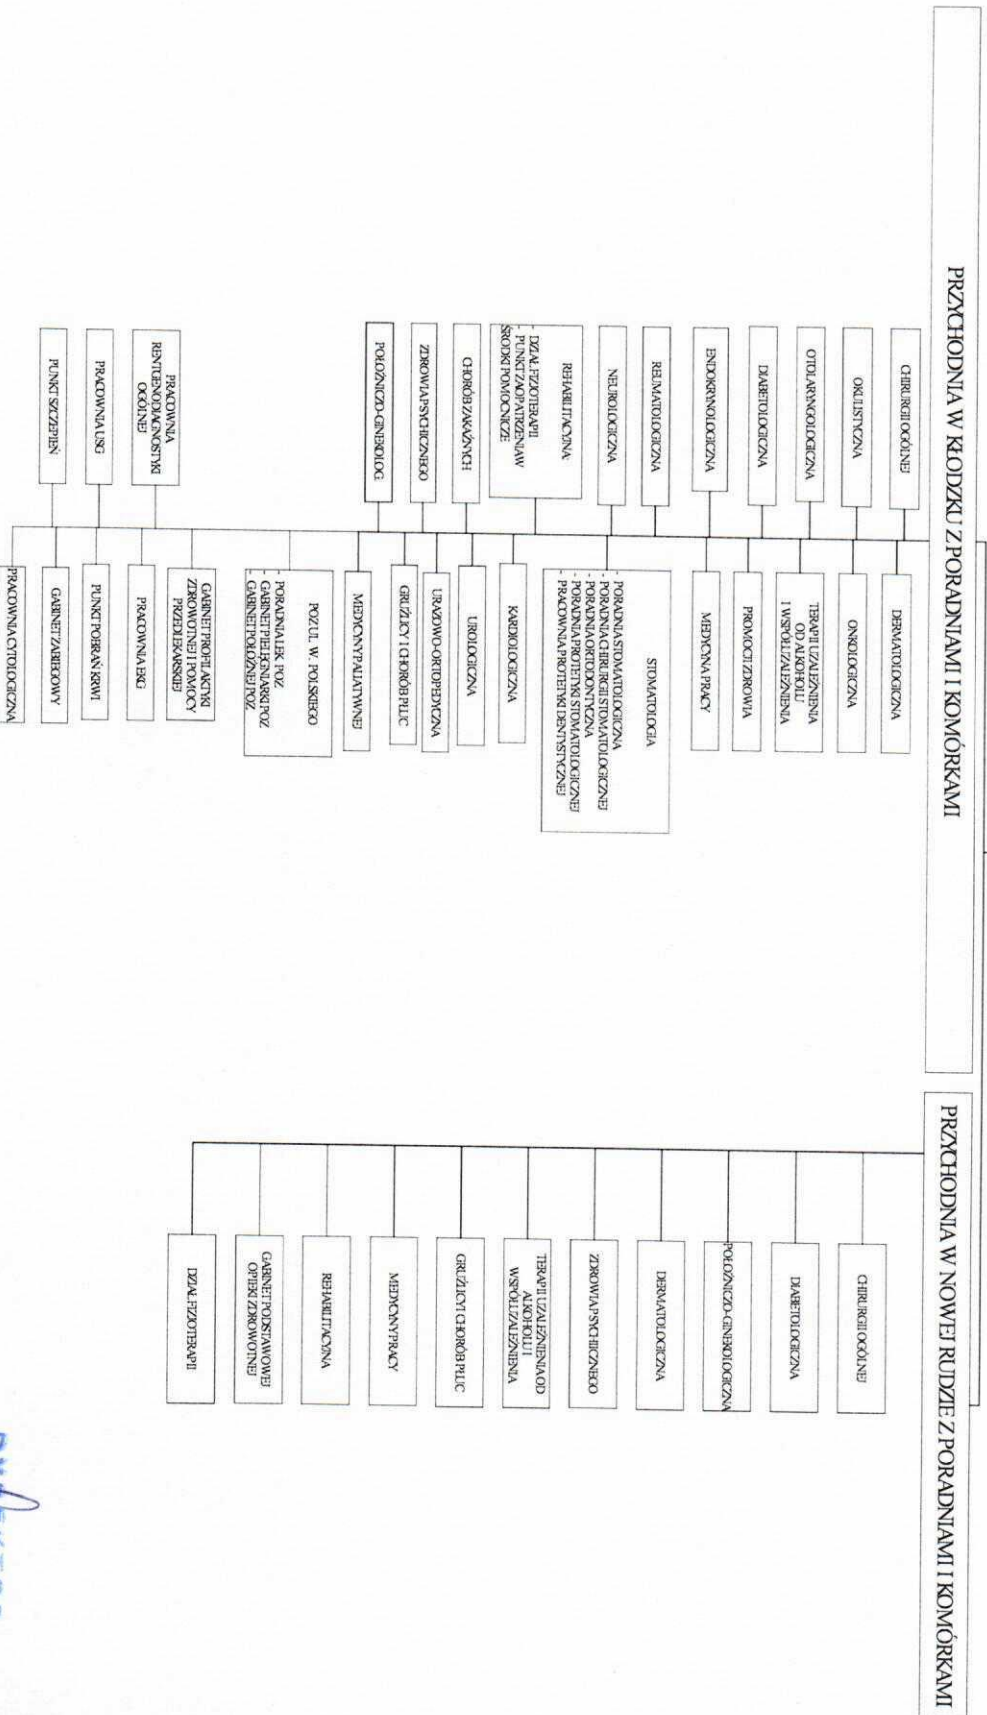 PRZYCHODNIA W KŁODZKU Z PORADNIAMI I KOMÓRKAMI
CHIRURGII OGÓLNEJ
OKULISTYCZNA
OTOLARYNOLOGICZNA
DIABETOLOGICZNA
ENDOKRYNOLOGICZNA
REUMATOLOGICZNA
NEUROLOGICZNA
REHABILITACYJNA:
- DZIAŁ FIZJOTERAPII
- PUNKT ZAOPATRZENIA W
ŚRODKI POMOCNICZE
CHORÓB ZAKAŹNYCH
ZDROWIA PSYCHICZNEGO
POŁOŻNICZO-GINEKOLOG
PRACOWNIA
RENTGENODIAGNOSTYKI
OGÓLNEJ
PRACOWNIA USG
PUNKT SZCZEPIEŃ
DERMATOLOGICZNA
ONKOLOGICZNA
TERAPII UZALEŻNIENIA
OD ALKOHOLU
I WSPÓŁUZALEŻNIENIA
PROMOCJI ZDROWIA
MEDYCYNA PRACY
STOMATOLOGIA
- PORADNIA STOMATOLOGICZNA
- PORADNIA CHIRURGII STOMATOLOGICZNEJ
- PORADNIA ORTODONTYCZNA
- PORADNIA PROTETYKI STOMATOLOGICZNEJ
- PRACOWNIA PROTETYKI DENTYSTYCZNEJ
KARDIOLOGICZNA
UROLOGICZNA
URAZOWO-ORTOPEDYCZNA
GRUŹLICY I CHORÓB PŁUC
MEDYCYNY PALIATYWNEJ
POZ UL. W. POLSKIEGO
- PORADNIA LEK. POZ
- GABINET PIELĘGNIARKI POZ
- GABINET POŁOŻNEJ POZ
GABINET PROFILAKTYKI
ZDROWOTNEJ I POMOCY
PRZEDLEKARSKIEJ
PRACOWNIA EKG
PUNKT POBRAŃ KRWI
GABINET ZABIEGOWY
PRACOWNIA CYTOLOGICZNA
PRZYCHODNIA W NOWEJ RUDZIE Z PORADNIAMI I KOMÓRKAMI
CHIRURGII OGÓLNEJ
DIABETOLOGICZNA
POŁOŻNICZO-GINEKOLOGICZNA
DERMATOLOGICZNA
ZDROWIA PSYCHICZNEGO
TERAPII UZALEŻNIENIA OD
ALKOHOLU I
WSPÓŁUZALEŻNIENIA
GRUŹLICY I CHORÓB PŁUC
MEDYCYNY PRACY
REHABILITACYJNA
GABINET PODSTAWOWEJ
OPIEKI ZDROWOTNEJ
DZIAŁ FIZJOTERAPII